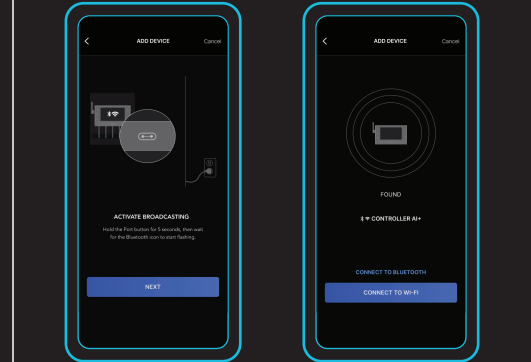 ADD DEVICE Cancel
ACTIVATE BROADCASTING
Hold the Port button for 5 seconds, then wait
for the Bluetooth icon to start flashing.
NEXT
ADD DEVICE Cancel
FOUND
CONTROLLER AI+
CONNECT TO BLUETOOTH
CONNECT TO WI-FI